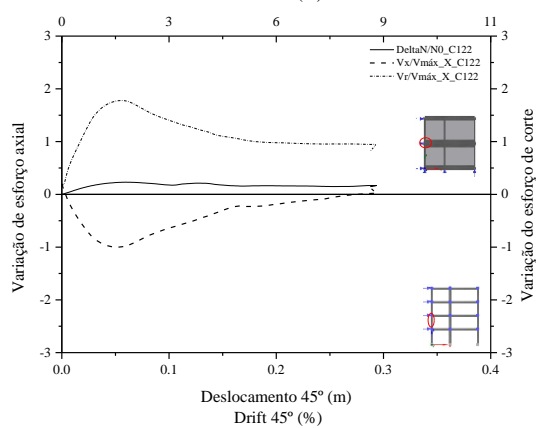 0 3 6 9 11
DeltaN/N0_C122
Vx/Vmáx_X_C122
Vr/Vmáx_X_C122
3 2 1 0 -1 -2 -3
Variação de esforço axial
3 2 1 0 -1 -2 -3
Variação do esforço de corte
0.0 0.1 0.2 0.3 0.4
Deslocamento 45º (m)
Drift 45º (%)